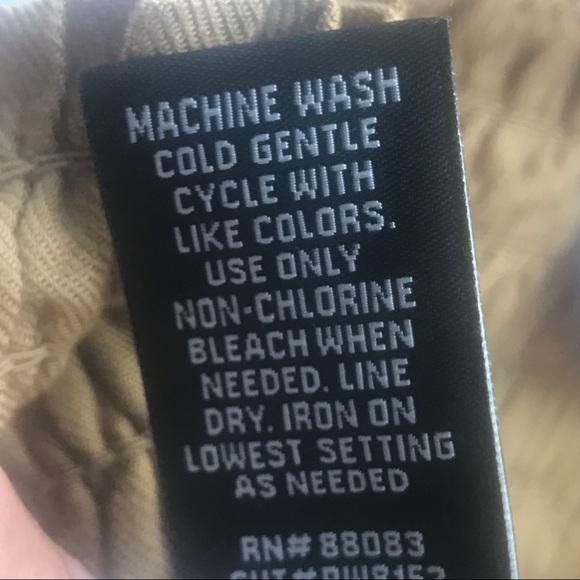 MACHINE WASH
COLD GENTLE
CYCLE WITH
LIKE COLORS.
USE ONLY
NON-CHLORINE
BLEACH WHEN
NEEDED. LINE
DRY. IRON ON
LOWEST SETTING
AS NEEDED
RN# 88083